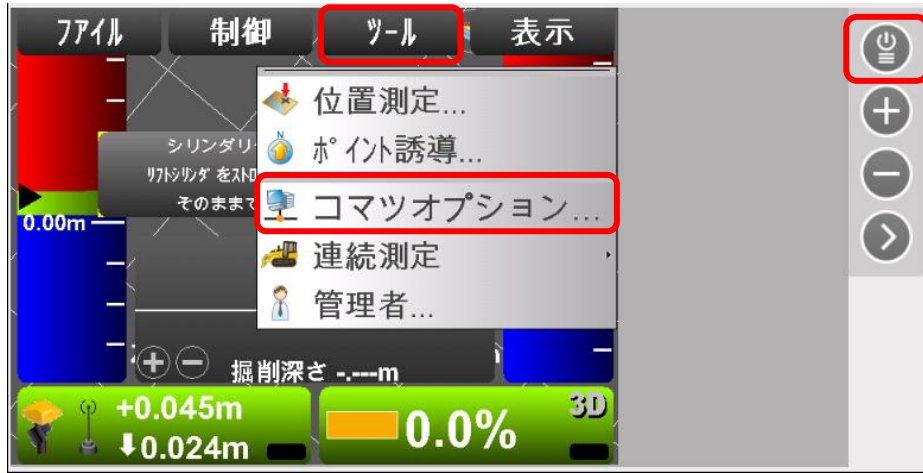 ファイル 制御 ツール 表示
位置測定...
シリンダリ
ポイント誘導...
リフトシリンダ をストロ
そのままで
コマツオプション...
0.00m
連続測定
管理者...
掘削深さ -.---m
+0.045m
0.0%
3D
⬇0.024m